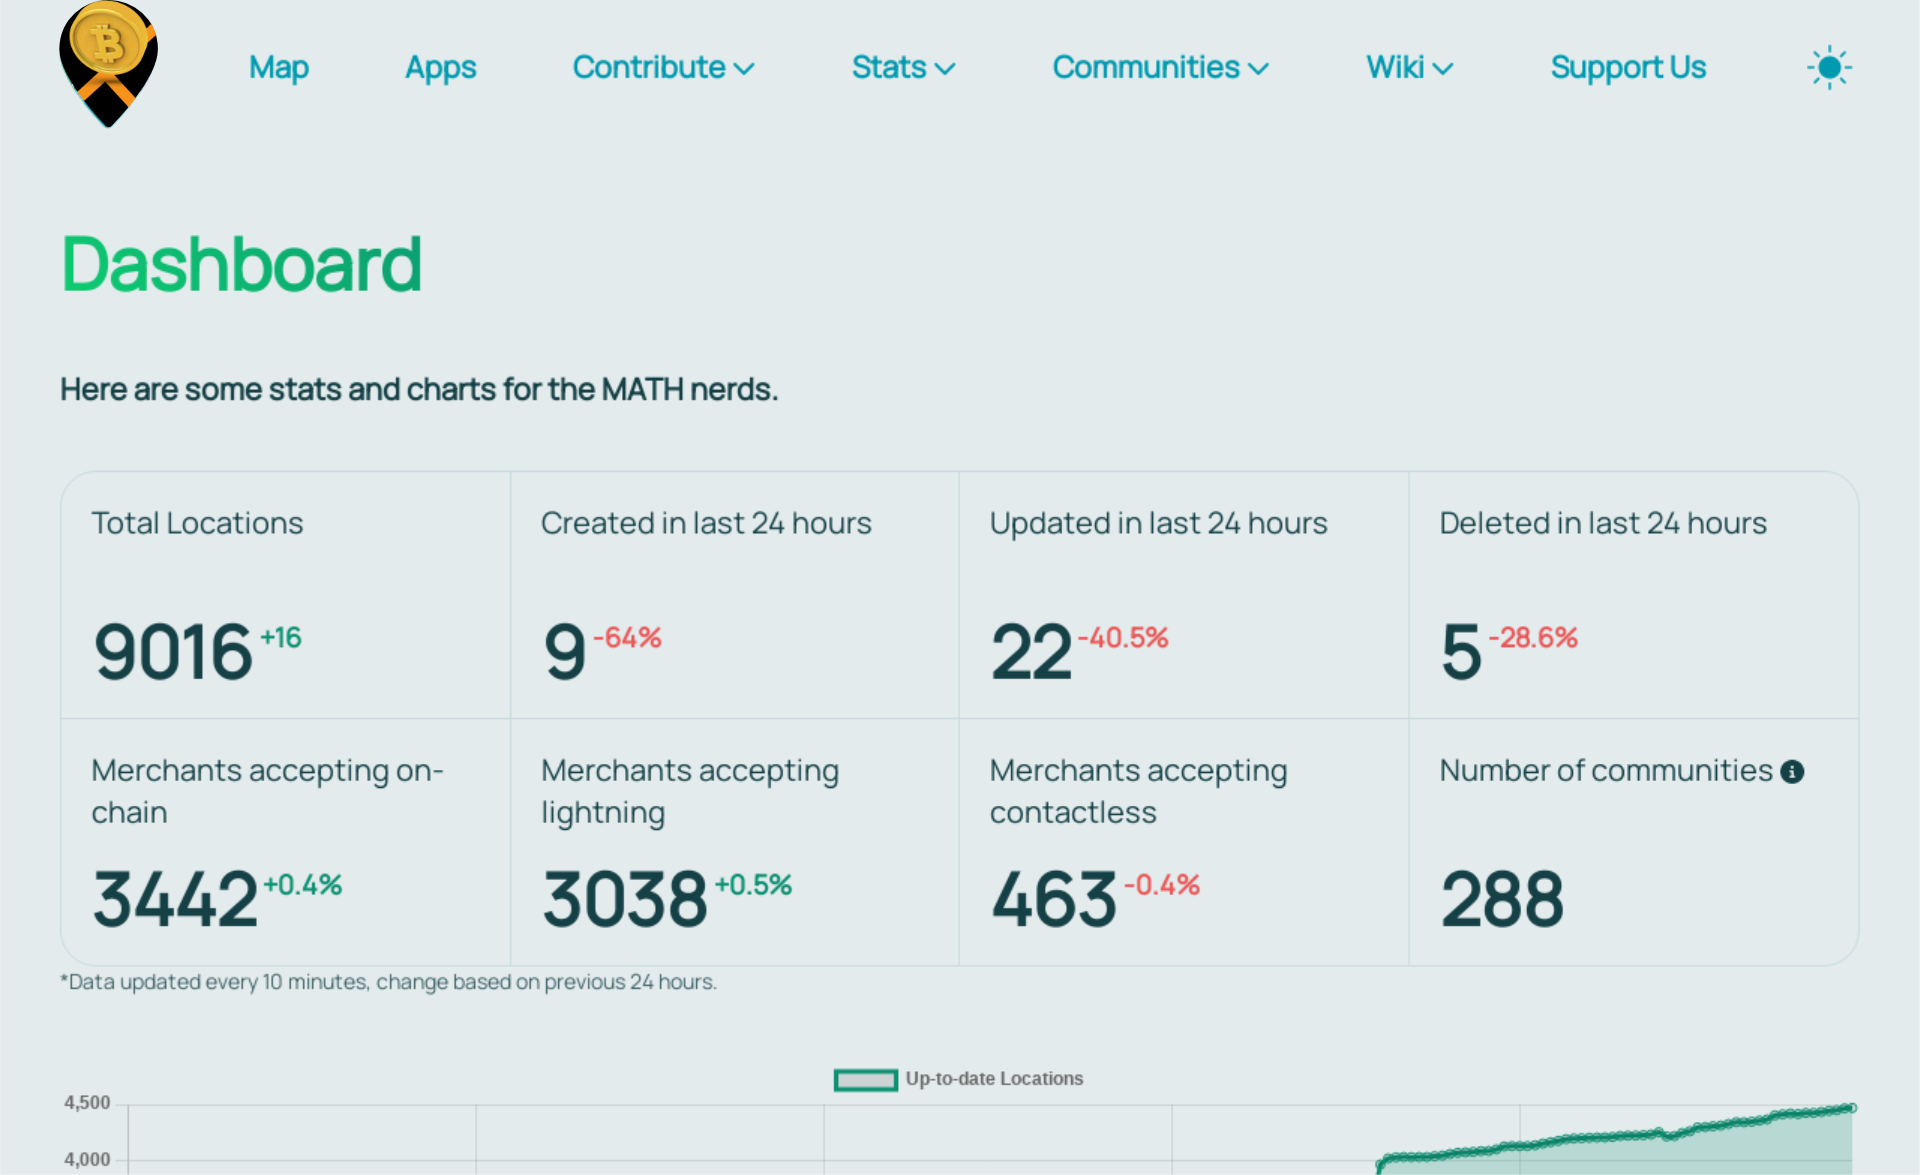 Map Apps Contribute Stats Communities Wiki Support Us
Dashboard
Here are some stats and charts for the MATH nerds.
Total Locations
9016 +16
Created in last 24 hours
9 -64%
Updated in last 24 hours
22 -40.5%
Deleted in last 24 hours
5 -28.6%
Merchants accepting on-
chain
3442 +0.4%
Merchants accepting
lightning
3038 +0.5%
Merchants accepting
contactless
463 -0.4%
Number of communities
288
*Data updated every 10 minutes, change based on previous 24 hours.
Up-to-date Locations
4,500
4,000